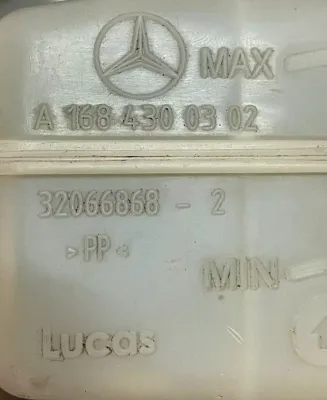 MAX
A 168 430 03 02
32066868 - 2
>PP<
MIN
LUCAS